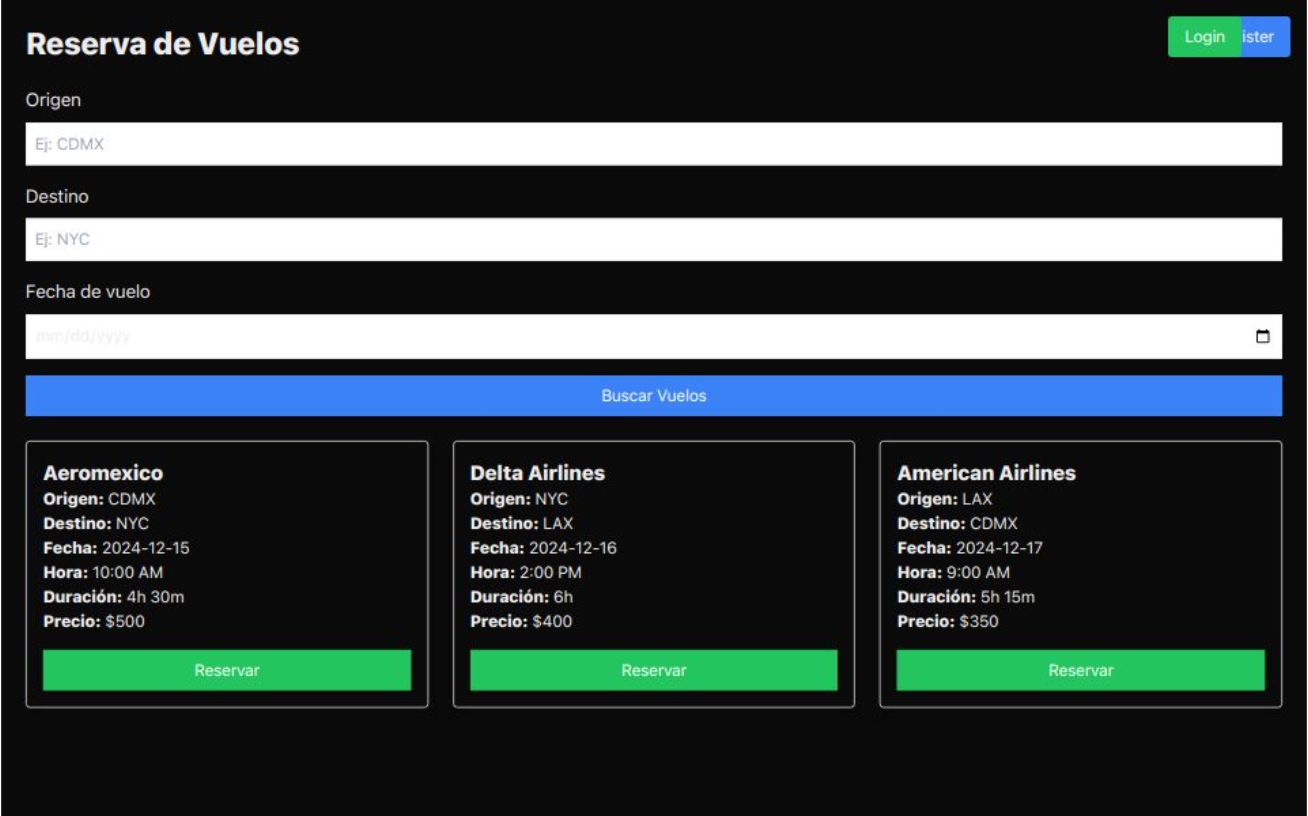 Reserva de Vuelos
Login ister
Origen
Ej: CDMX
Destino
Ej: NYC
Fecha de vuelo
mm/dd/yyyy
Buscar Vuelos
Aeromexico
Origen: CDMX
Destino: NYC
Fecha: 2024-12-15
Hora: 10:00 AM
Duración: 4h 30m
Precio: $500
Reservar
Delta Airlines
Origen: NYC
Destino: LAX
Fecha: 2024-12-16
Hora: 2:00 PM
Duración: 6h
Precio: $400
Reservar
American Airlines
Origen: LAX
Destino: CDMX
Fecha: 2024-12-17
Hora: 9:00 AM
Duración: 5h 15m
Precio: $350
Reservar